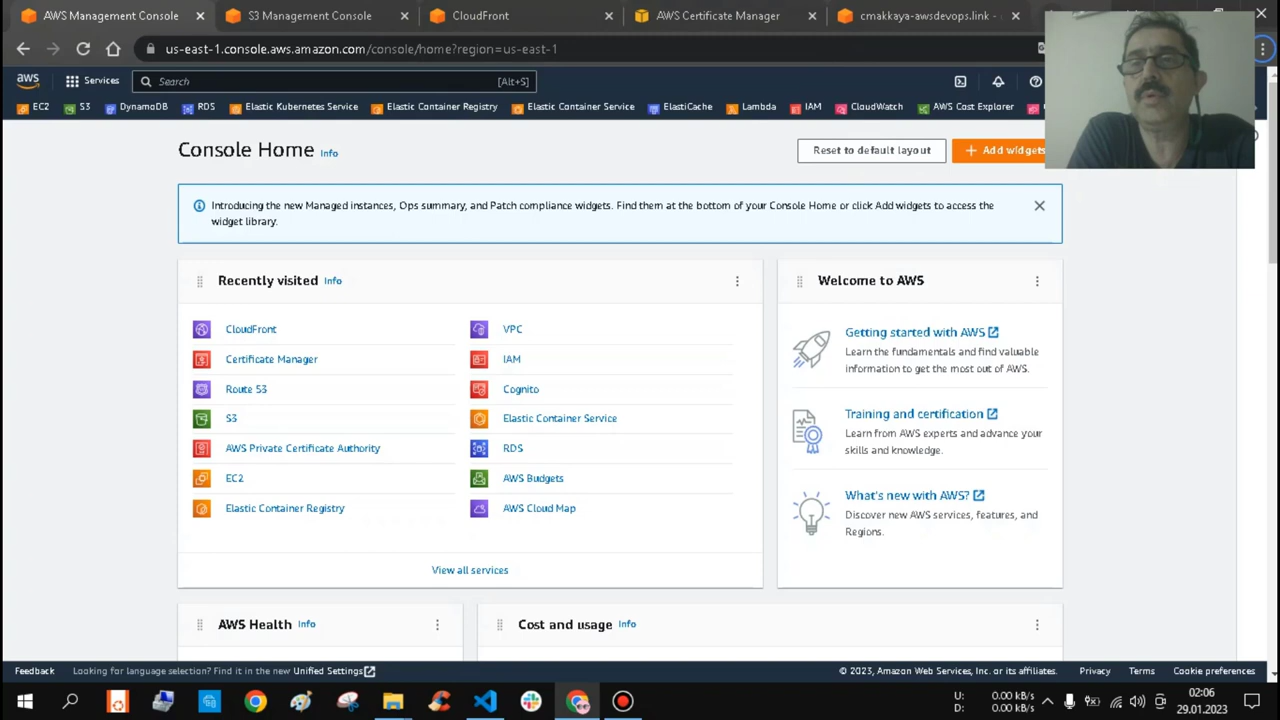 AWS Management Console
S3 Management Console
CloudFront
AWS Certificate Manager
cmakkaya-awsdevops.link -
us-east-1.console.aws.amazon.com/console/home?region=us-east-1
aws
Services
Search
[Alt+S]
EC2
S3
DynamoDB
RDS
Elastic Kubernetes Service
Elastic Container Registry
Elastic Container Service
ElastiCache
Lambda
IAM
CloudWatch
AWS Cost Explorer
Console Home
Info
Reset to default layout
Add widgets
Introducing the new Managed instances, Ops summary, and Patch compliance widgets. Find them at the bottom of your Console Home or click Add widgets to access the
widget library.
Recently visited
Info
CloudFront
Certificate Manager
Route 53
S3
AWS Private Certificate Authority
EC2
Elastic Container Registry
VPC
IAM
Cognito
Elastic Container Service
RDS
AWS Budgets
AWS Cloud Map
View all services
Welcome to AWS
Getting started with AWS
Learn the fundamentals and find valuable
information to get the most out of AWS.
Training and certification
Learn from AWS experts and advance your
skills and knowledge.
What's new with AWS?
Discover new AWS services, features, and
Regions.
AWS Health
Info
Cost and usage
Info
Feedback
Looking for language selection? Find it in the new Unified Settings
© 2023, Amazon Web Services, Inc. or its affiliates.
Privacy
Terms
Cookie preferences
U: 0.00 kB/s
D: 0.00 kB/s
02:06
29.01.2023